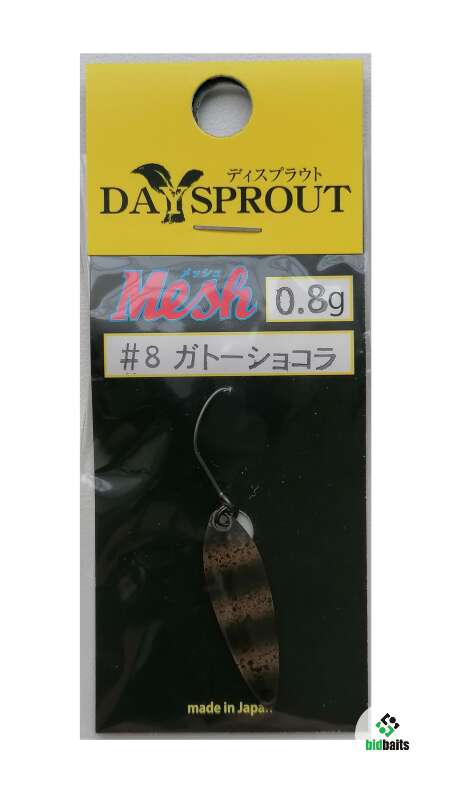 ディスプラウト
DAYSPROUT
メッシュ
Mesh 0.8g
#8 ガトーショコラ
made in Japan
bidbaits